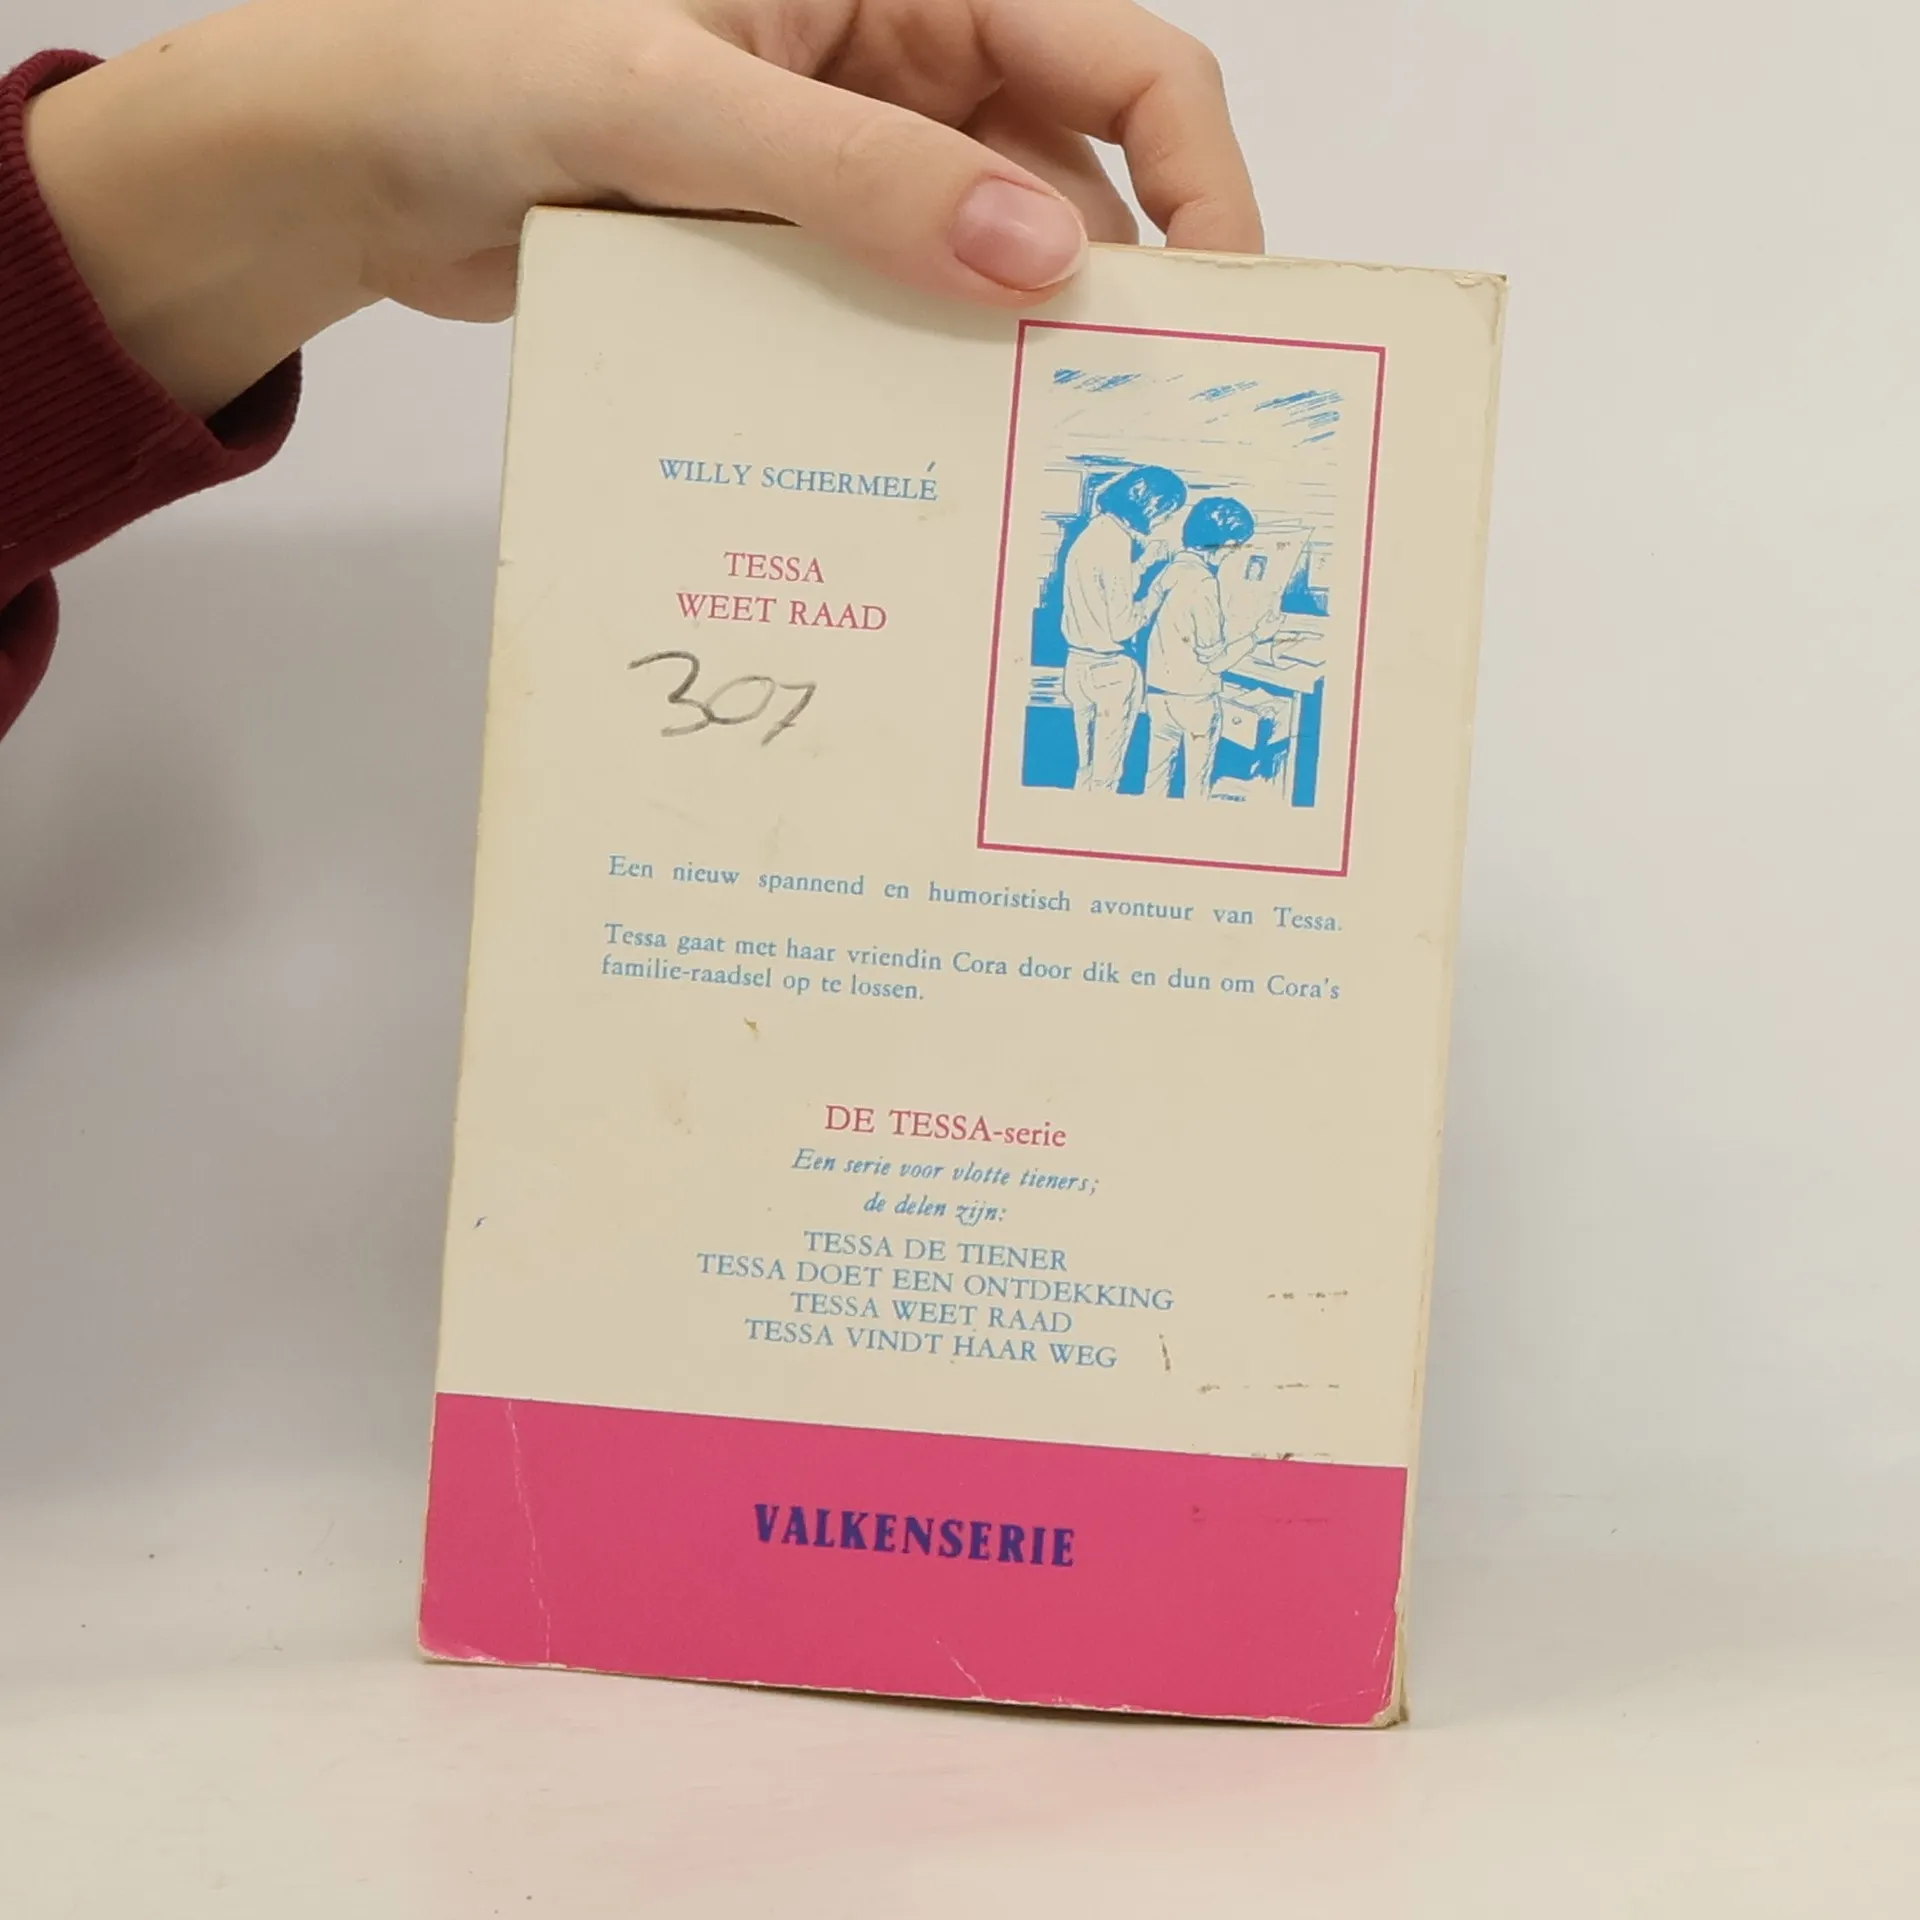 WILLY SCHERMELÉ
TESSA
WEET RAAD
307
Een nieuw spannend en humoristisch avontuur van Tessa.
Tessa gaat met haar vriendin Cora door dik en dun om Cora's
familie-raadsel op te lossen.
DE TESSA-serie
Een serie voor vlotte tieners;
de delen zijn:
TESSA DE TIENER
TESSA DOET EEN ONTDEKKING
TESSA WEET RAAD
TESSA VINDT HAAR WEG
VALKENSERIE